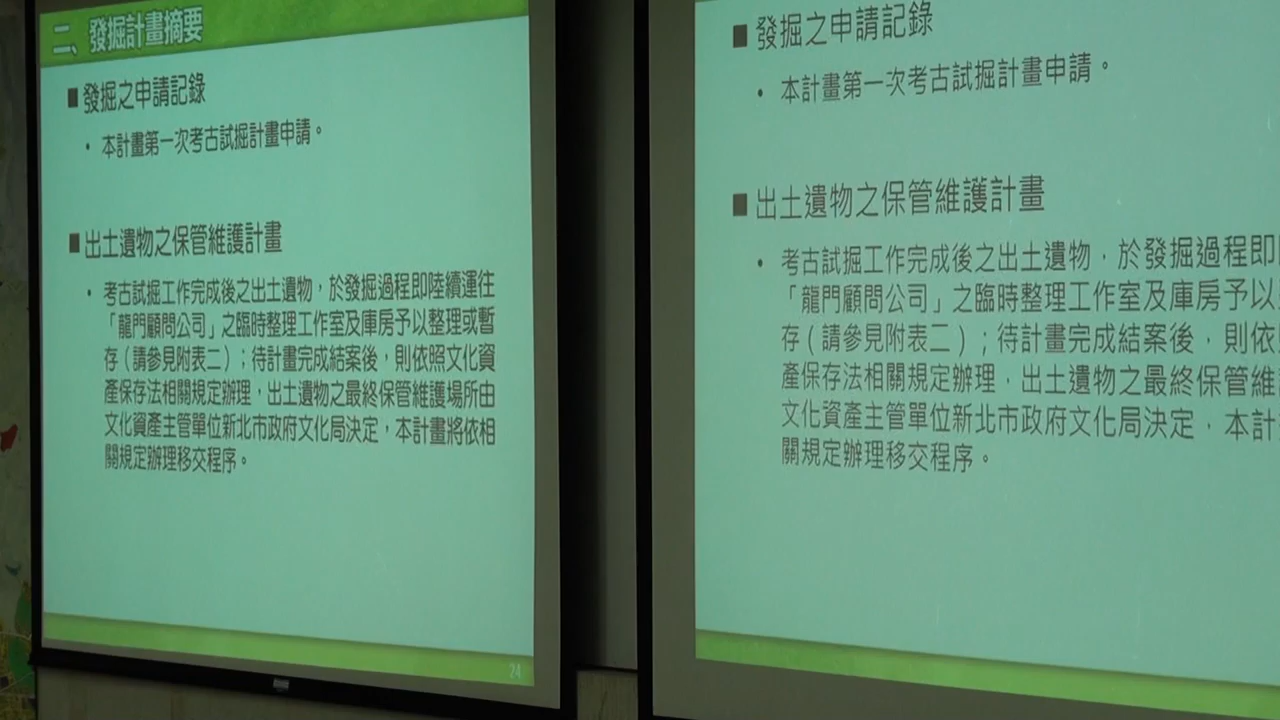 二、發掘計畫摘要
■發掘之申請記錄
•本計畫第一次考古試掘計畫申請。
■出土遺物之保管維護計畫
•考古試掘工作完成後之出土遺物，於發掘過程即陸續運往
「龍門顧問公司」之臨時整理工作室及庫房予以整理或暫
存(請參見附表二)；待計畫完成結案後，則依照文化資
產保存法相關規定辦理，出土遺物之最終保管維護場所由
文化資產主管單位新北市政府文化局決定，本計畫將依相
關規定辦理移交程序。
24
■發掘之申請記錄
•本計畫第一次考古試掘計畫申請。
■出土遺物之保管維護計畫
•考古試掘工作完成後之出土遺物，於發掘過程即
「龍門顧問公司」之臨時整理工作室及庫房予以
存(請參見附表二)；待計畫完成結案後，則依
產保存法相關規定辦理，出土遺物之最終保管維
文化資產主管單位新北市政府文化局決定，本計
關規定辦理移交程序。